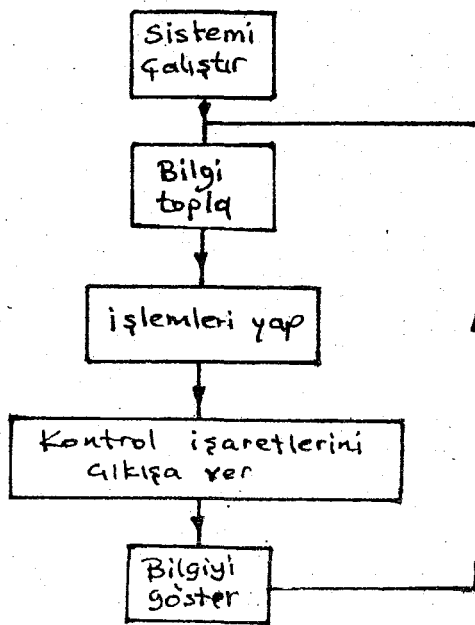 Sistemi
Çalıştır
Bilgi
topla
işlemleri yap
Kontrol işaretlerini
çıkışa ver
Bilgiyi
göster